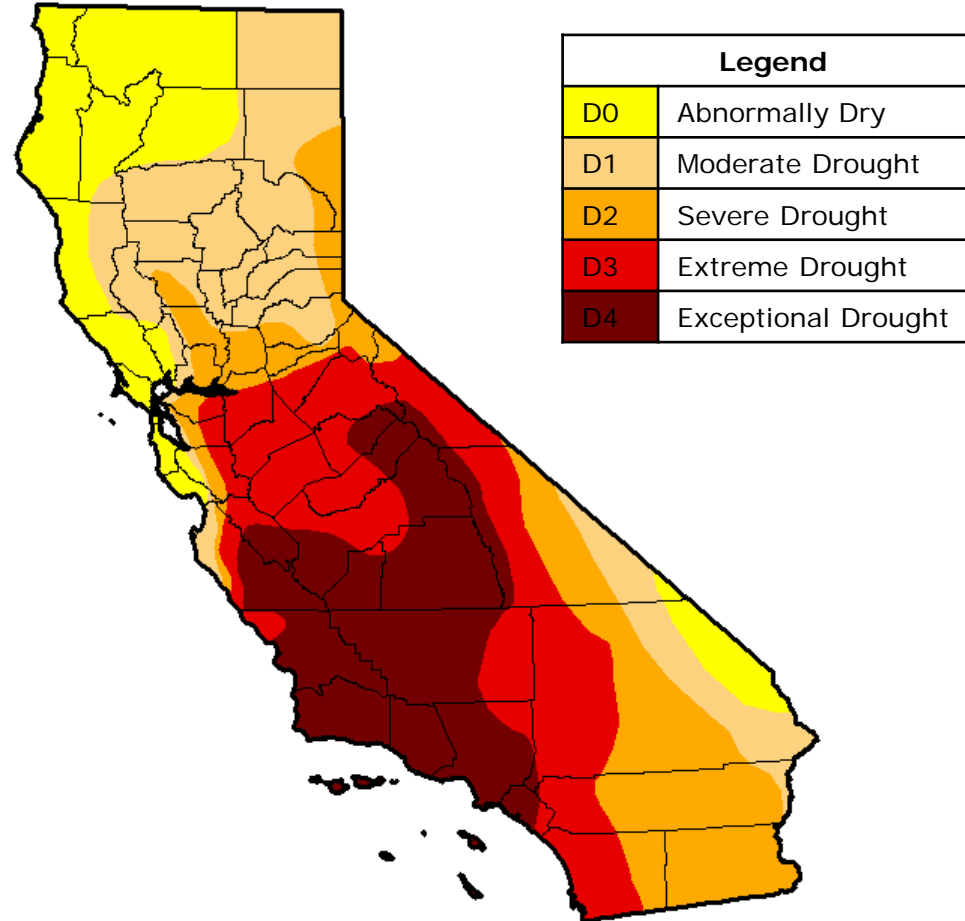 Legend
D0 Abnormally Dry
D1 Moderate Drought
D2 Severe Drought
D3 Extreme Drought
D4 Exceptional Drought